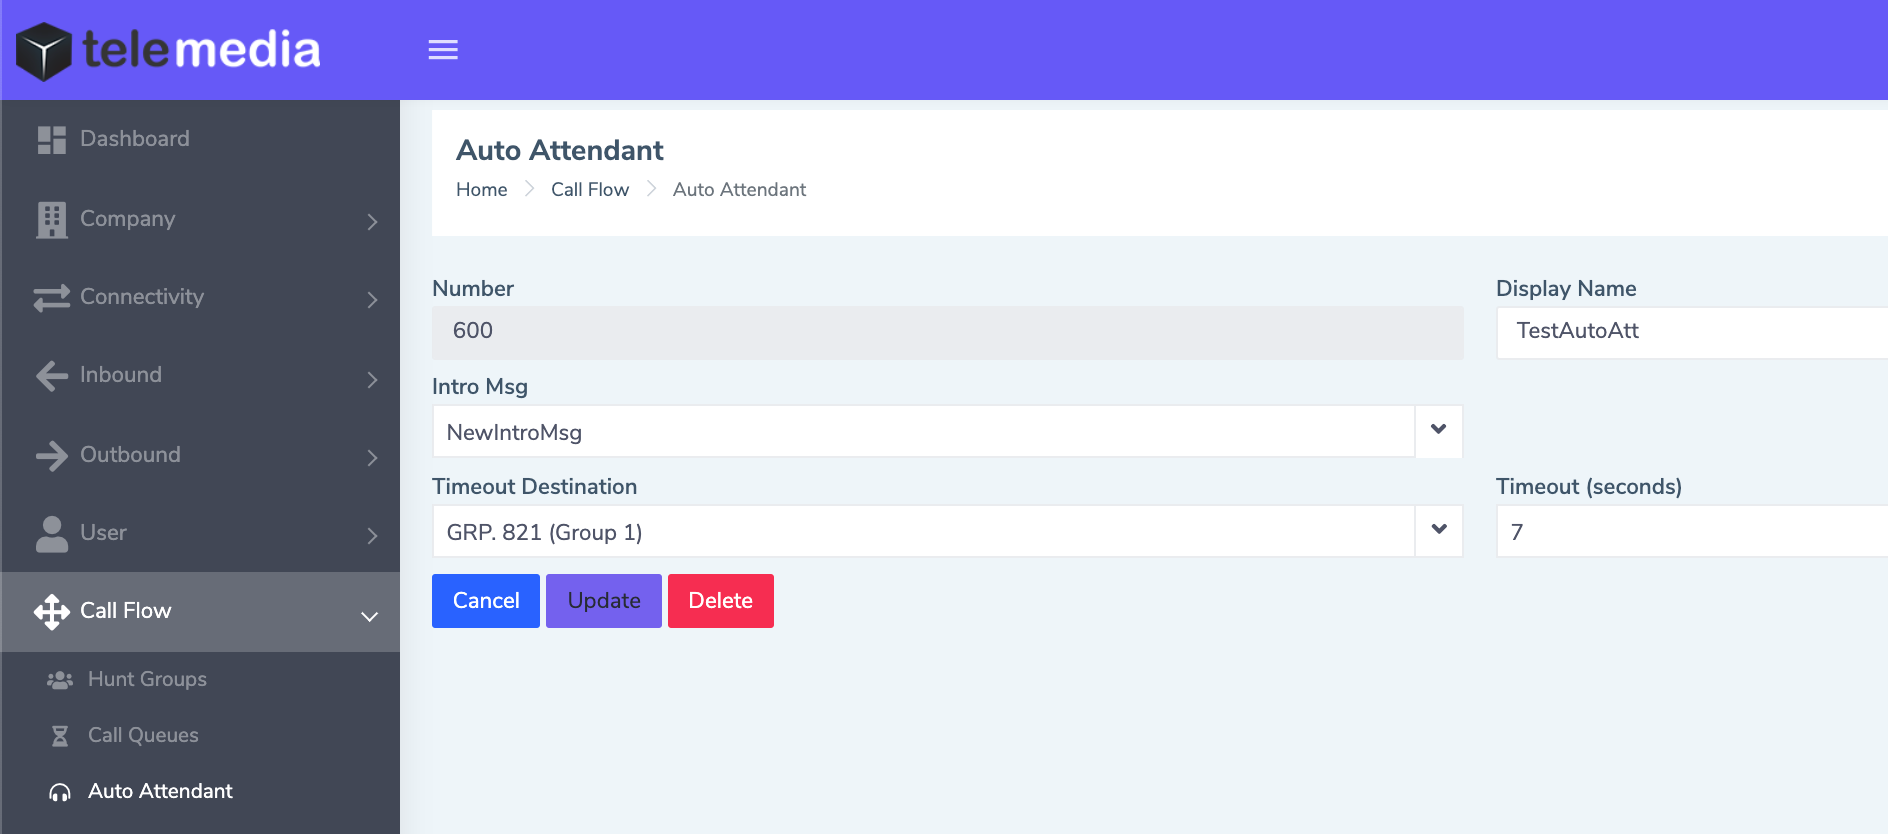 telemedia
Dashboard
Company
Connectivity
Inbound
Outbound
User
Call Flow
Hunt Groups
Call Queues
Auto Attendant
Auto Attendant
Home Call Flow Auto Attendant
Number
600
Display Name
TestAutoAtt
Intro Msg
NewIntroMsg
Timeout Destination
GRP. 821 (Group 1)
Timeout (seconds)
7
Cancel Update Delete